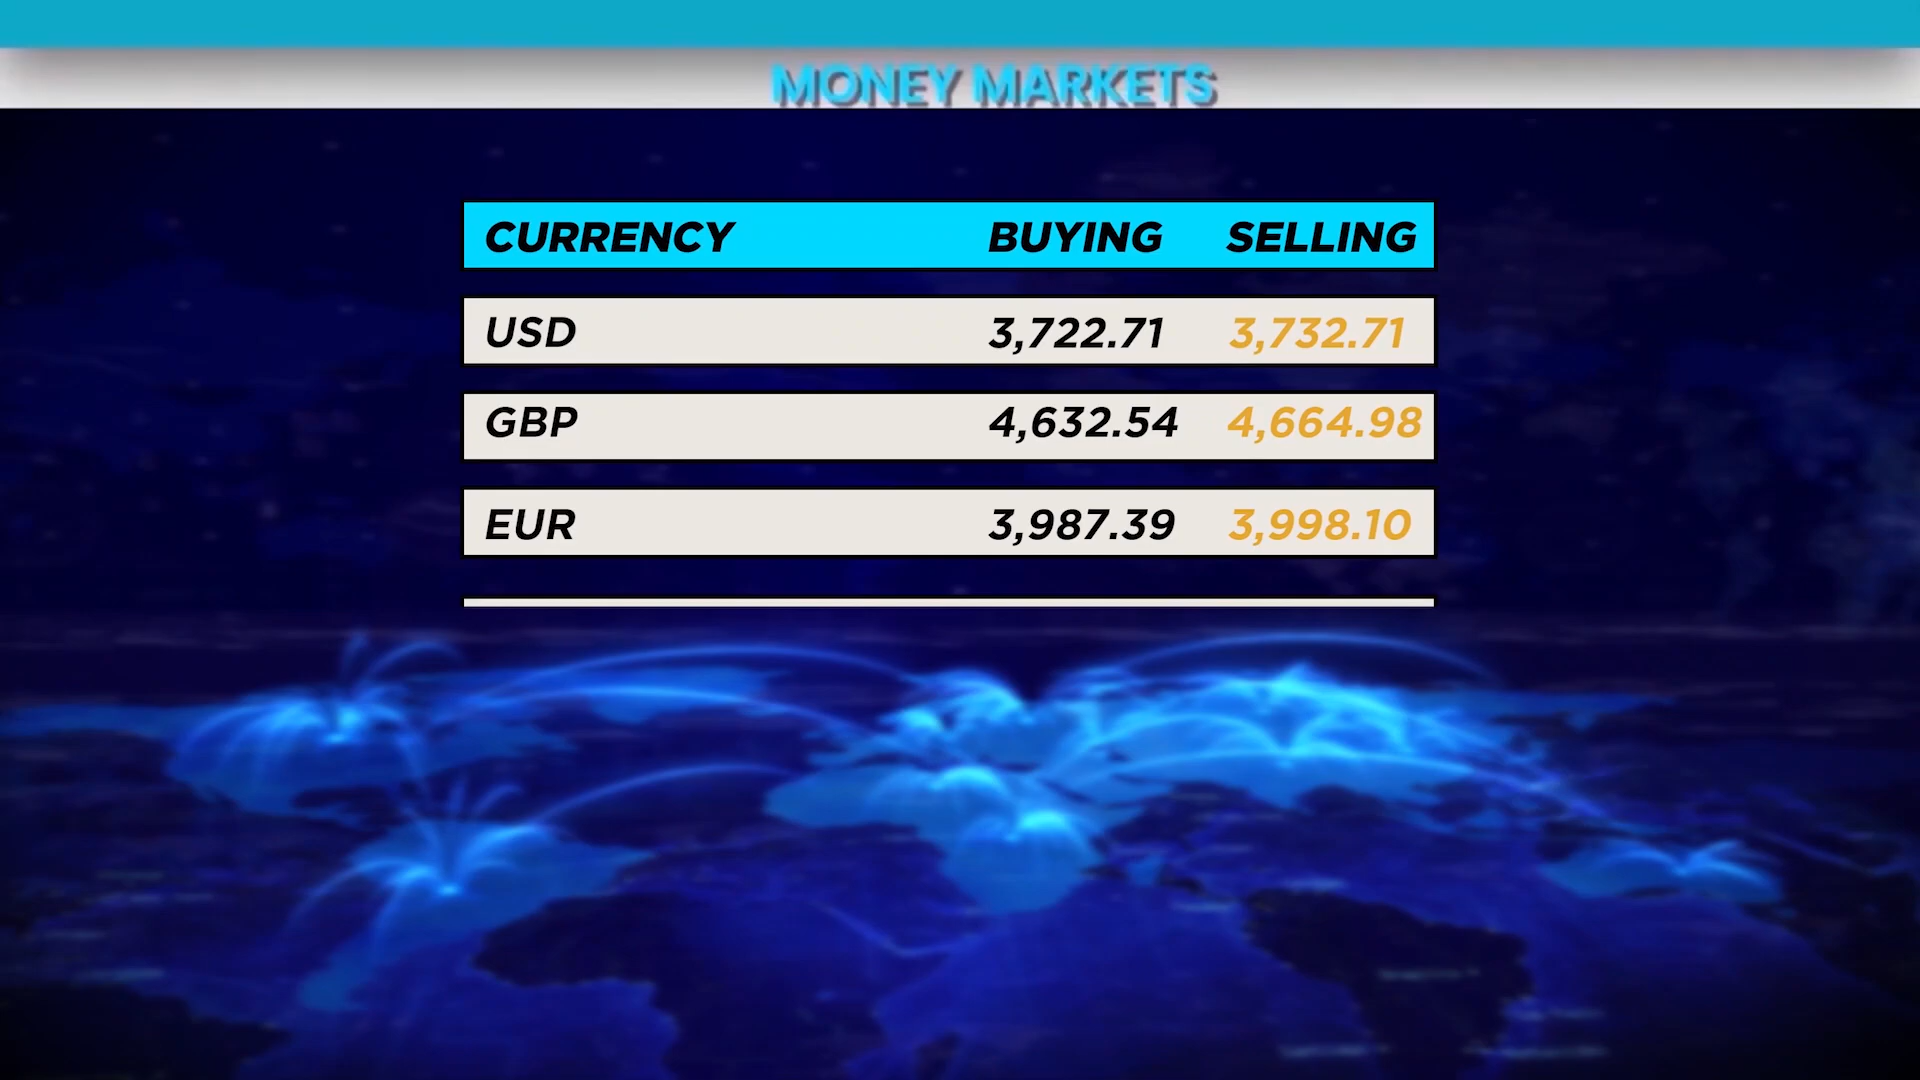 MONEY MARKETS
CURRENCY BUYING SELLING
USD 3,722.71 3,732.71
GBP 4,632.54 4,664.98
EUR 3,987.39 3,998.10